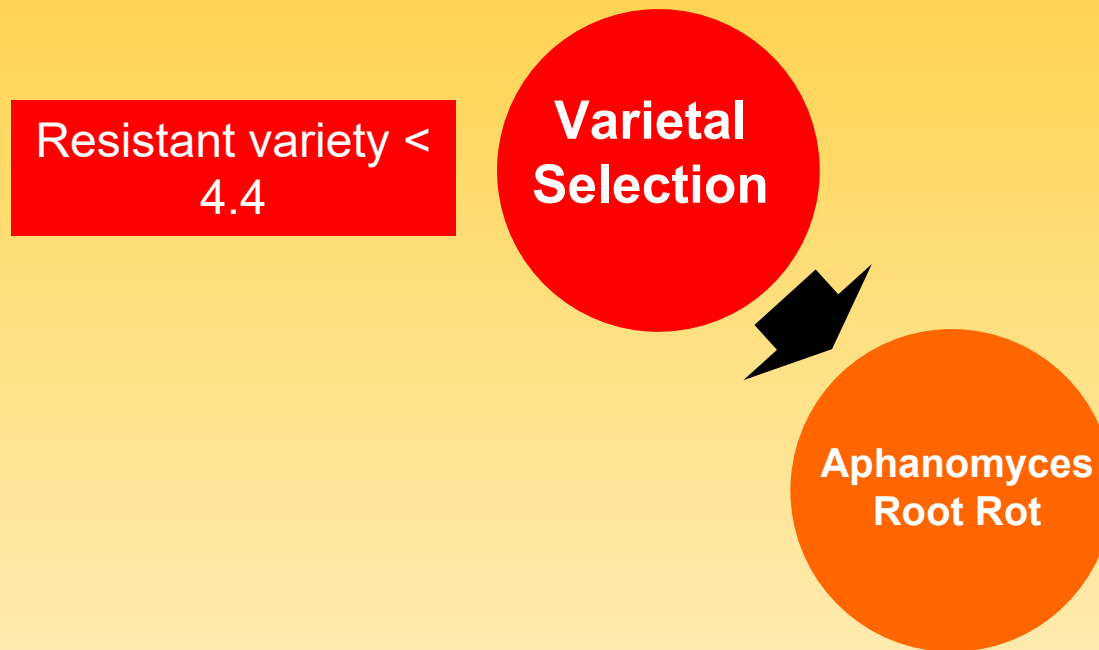 Resistant variety <
4.4
Varietal
Selection
Aphanomyces
Root Rot